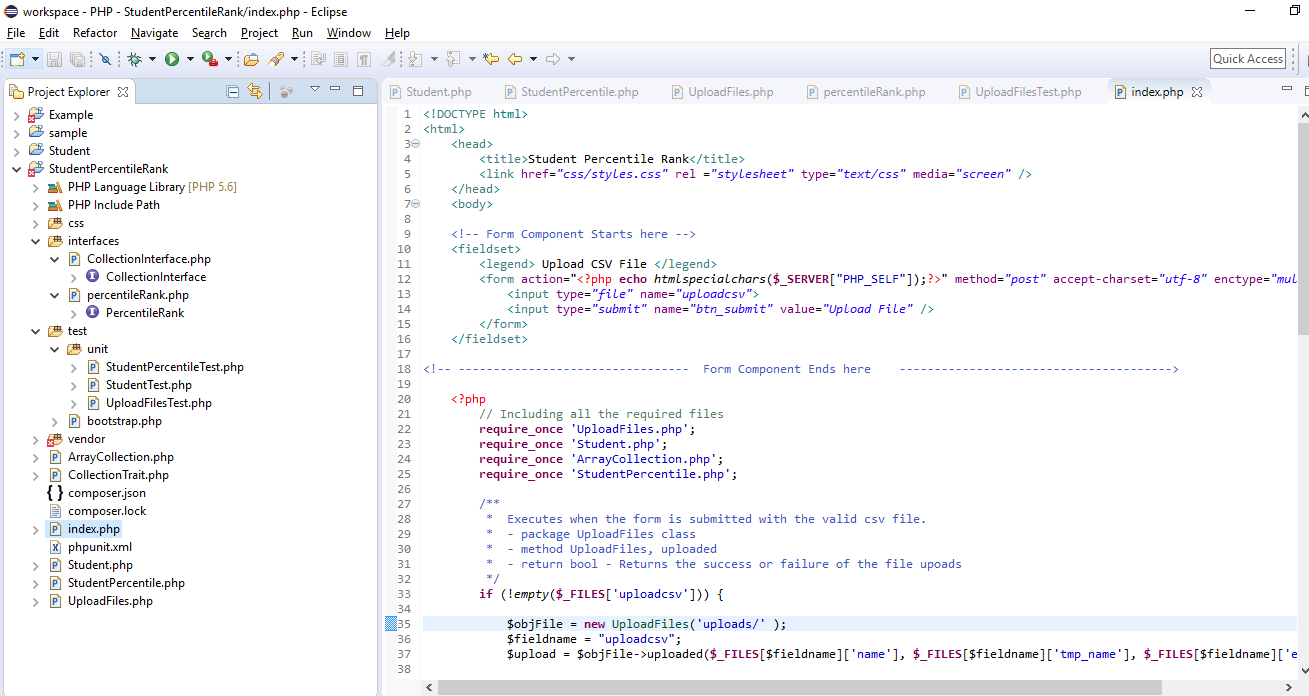 workspace - PHP - StudentPercentileRank/index.php - Eclipse
File Edit Refactor Navigate Search Project Run Window Help
Quick Access
Project Explorer
Example
sample
Student
StudentPercentileRank
PHP Language Library [PHP 5.6]
PHP Include Path
css
interfaces
CollectionInterface.php
CollectionInterface
percentileRank.php
PercentileRank
test
unit
StudentPercentileTest.php
StudentTest.php
UploadFilesTest.php
bootstrap.php
vendor
ArrayCollection.php
CollectionTrait.php
composer.json
composer.lock
index.php
phpunit.xml
Student.php
StudentPercentile.php
UploadFiles.php
Student.php StudentPercentile.php UploadFiles.php percentileRank.php UploadFilesTest.php index.php
1 <!DOCTYPE html>
2 <html>
3 <head>
4 <title>Student Percentile Rank</title>
5 <link href="css/styles.css" rel ="stylesheet" type="text/css" media="screen" />
6 </head>
7 <body>
8
9 <!-- Form Component Starts here -->
10 <fieldset>
11 <legend> Upload CSV File </legend>
12 <form action="<?php echo htmlspecialchars($_SERVER["PHP_SELF"]);?>" method="post" accept-charset="utf-8" enctype="mul
13 <input type="file" name="uploadcsv">
14 <input type="submit" name="btn_submit" value="Upload File" />
15 </form>
16 </fieldset>
17
18 <!-- --------------------------------- Form Component Ends here --------------------------------------->
19
20 <?php
21 // Including all the required files
22 require_once 'UploadFiles.php';
23 require_once 'Student.php';
24 require_once 'ArrayCollection.php';
25 require_once 'StudentPercentile.php';
26
27 /**
28 * Executes when the form is submitted with the valid csv file.
29 * - package UploadFiles class
30 * - method UploadFiles, uploaded
31 * - return bool - Returns the success or failure of the file upoads
32 */
33 if (!empty($_FILES['uploadcsv'])) {
34
35 $objFile = new UploadFiles('uploads/' );
36 $fieldname = "uploadcsv";
37 $upload = $objFile->uploaded($_FILES[$fieldname]['name'], $_FILES[$fieldname]['tmp_name'], $_FILES[$fieldname]['e
38